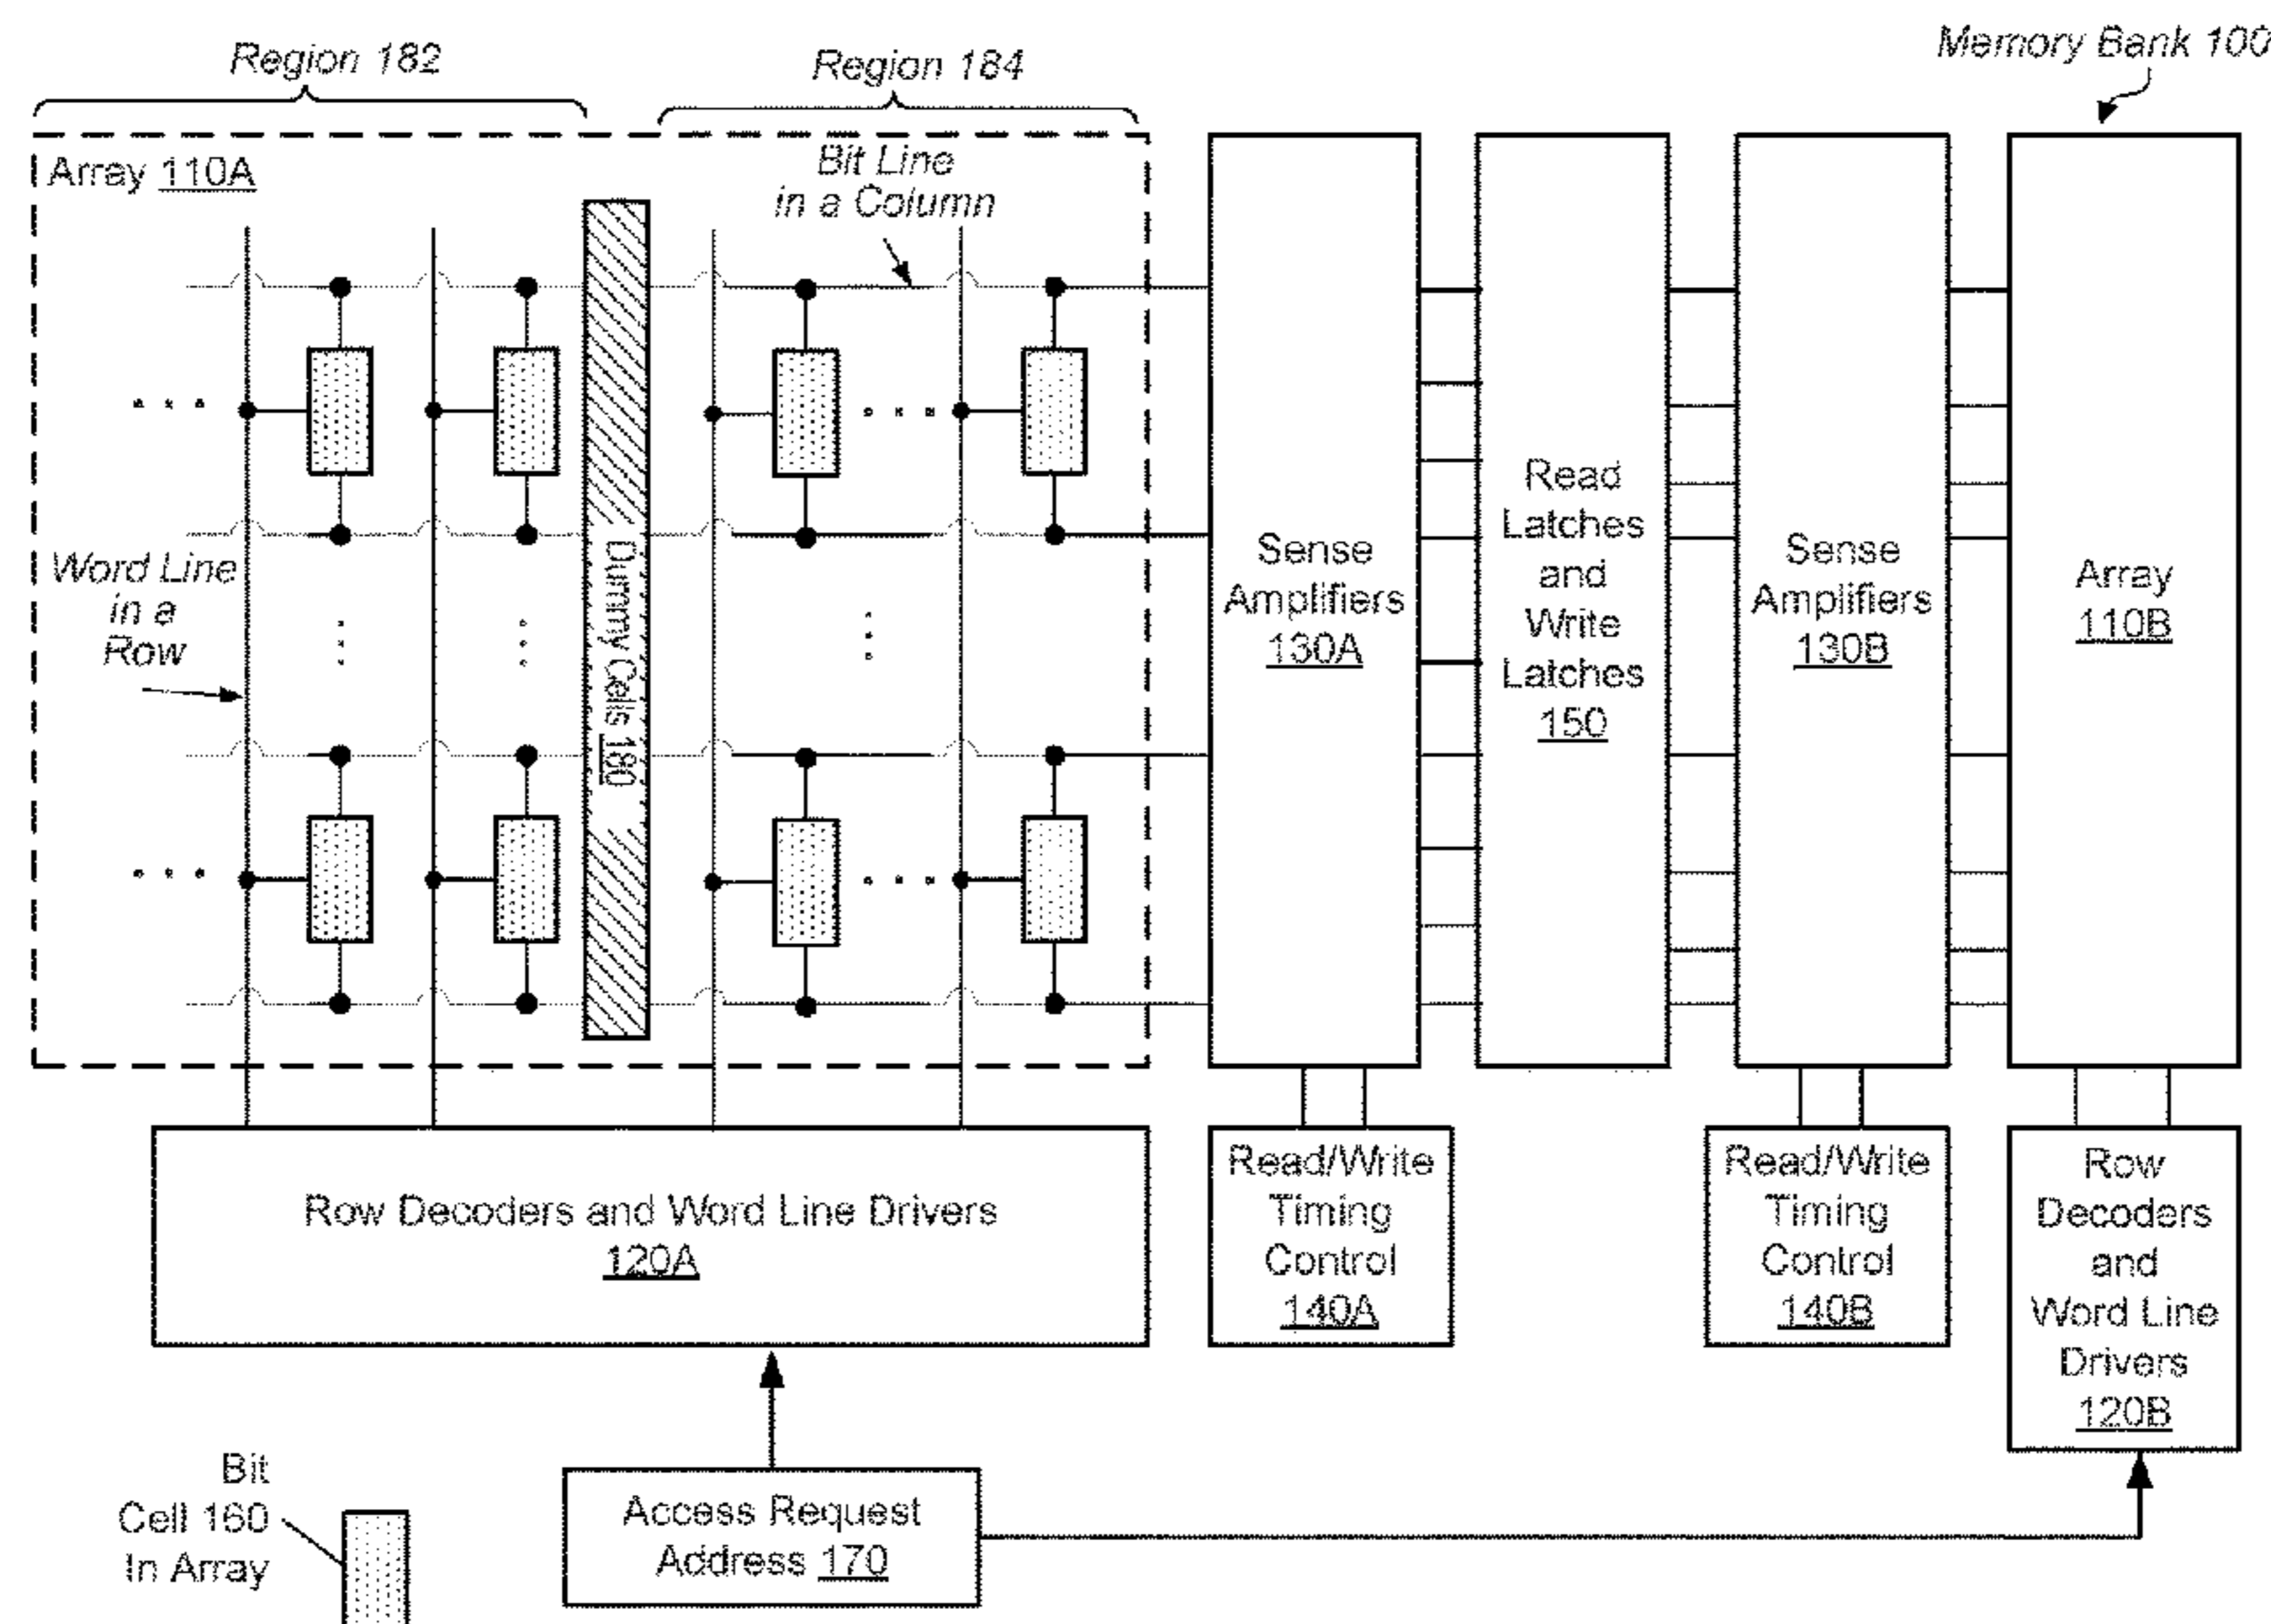 Region 182
Region 184
Memory Bank 100
Array 110A
Bit Line
in a Column
Word Line
in a
Row
Dummy Cells 180
Sense
Amplifiers
130A
Read
Latches
and
Write
Latches
150
Sense
Amplifiers
130B
Array
110B
Row Decoders and Word Line Drivers
120A
Read/Write
Timing
Control
140A
Read/Write
Timing
Control
140B
Row
Decoders
and
Word Line
Drivers
120B
Access Request
Address 170
Bit
Cell 160
In Array